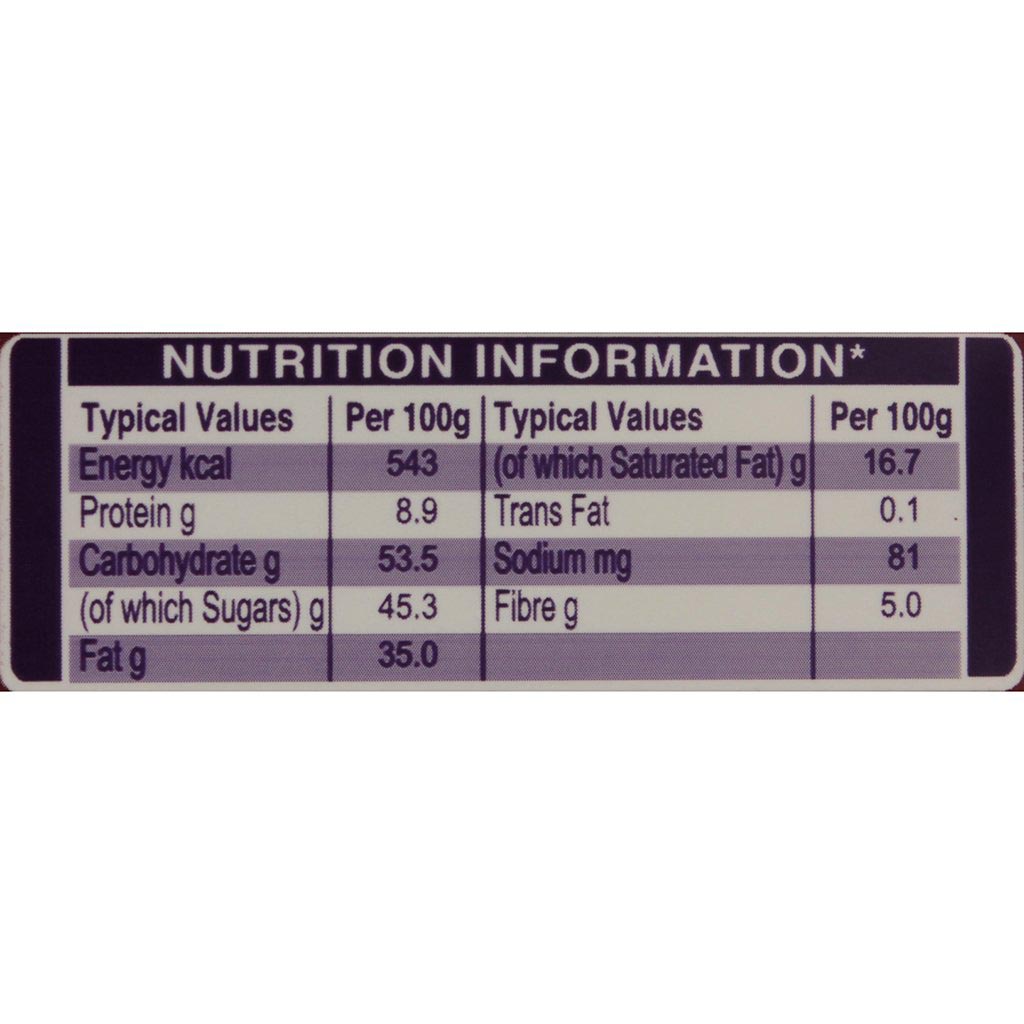 NUTRITION INFORMATION*
Typical Values Per 100g Typical Values Per 100g
Energy kcal 543 (of which Saturated Fat) g 16.7
Protein g 8.9 Trans Fat 0.1
Carbohydrate g 53.5 Sodium mg 81
(of which Sugars) g 45.3 Fibre g 5.0
Fat g 35.0